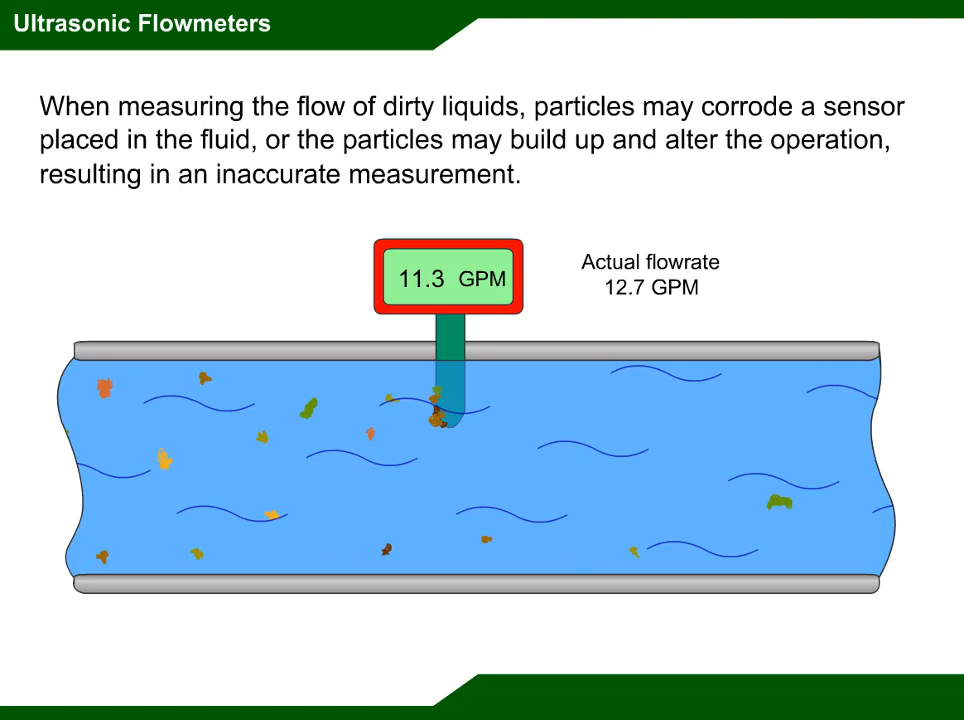 Ultrasonic Flowmeters
When measuring the flow of dirty liquids, particles may corrode a sensor
placed in the fluid, or the particles may build up and alter the operation,
resulting in an inaccurate measurement.
11.3 GPM
Actual flowrate
12.7 GPM